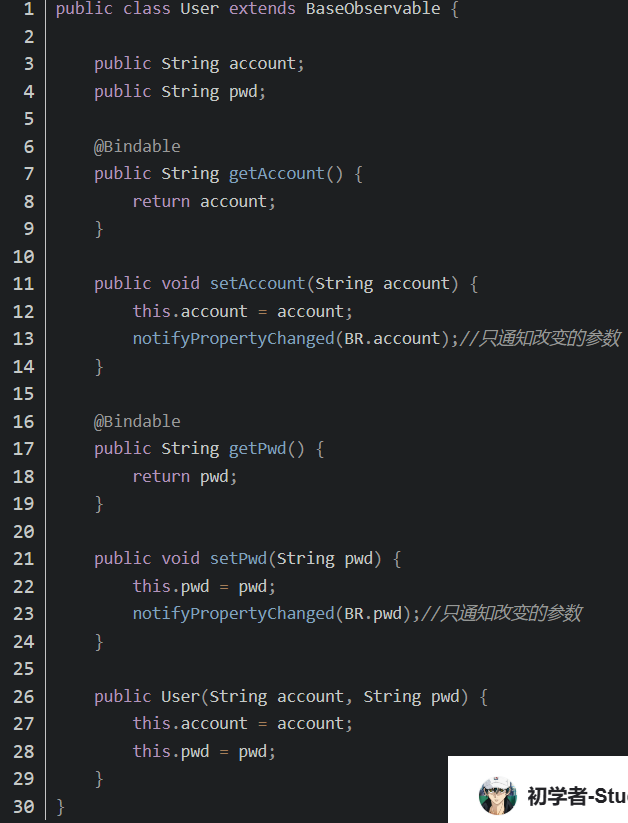 1 public class User extends BaseObservable {
2
3     public String account;
4     public String pwd;
5
6     @Bindable
7     public String getAccount() {
8         return account;
9     }
10
11     public void setAccount(String account) {
12         this.account = account;
13         notifyPropertyChanged(BR.account);//只通知改变的参数
14     }
15
16     @Bindable
17     public String getPwd() {
18         return pwd;
19     }
20
21     public void setPwd(String pwd) {
22         this.pwd = pwd;
23         notifyPropertyChanged(BR.pwd);//只通知改变的参数
24     }
25
26     public User(String account, String pwd) {
27         this.account = account;
28         this.pwd = pwd;
29     }
30 }
初学者-Stu